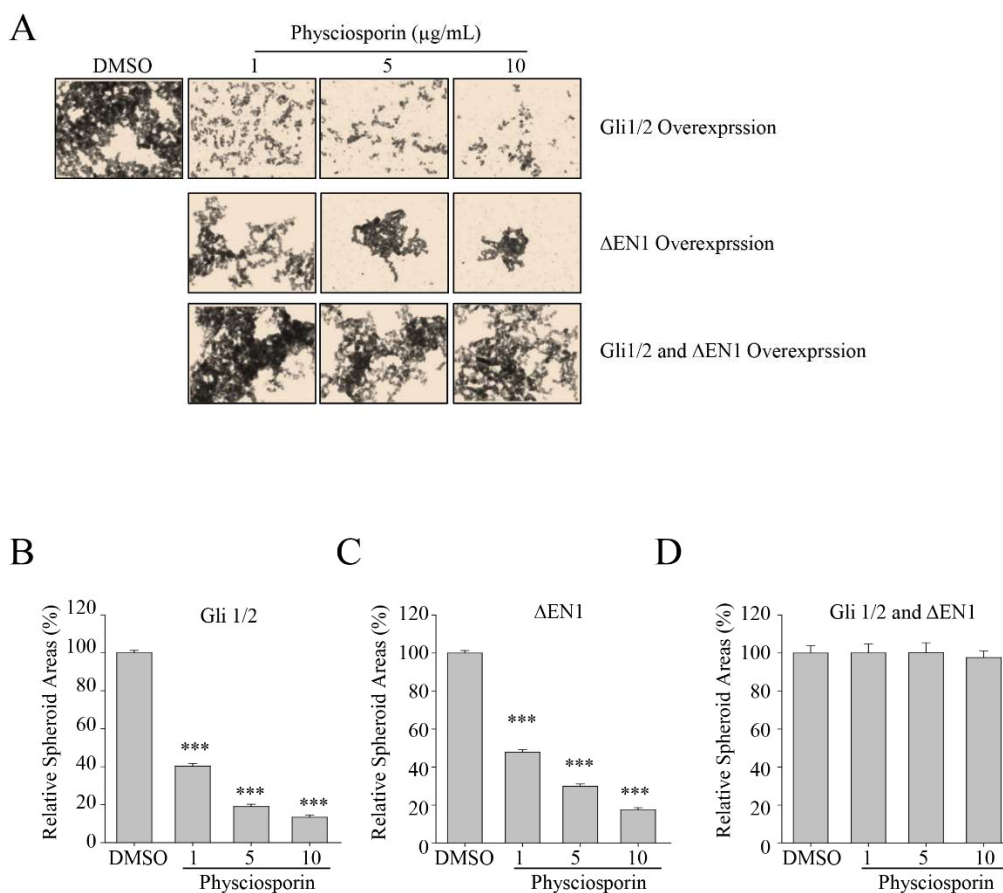 A
Physciosporin (µg/mL)
DMSO 1 5 10
Gli1/2 Overexprssion
ΔEN1 Overexprssion
Gli1/2 and ΔEN1 Overexprssion
B
Gli 1/2
Relative Spheroid Areas (%)
120
100
80
60
40
20
0
***
***
***
DMSO 1 5 10
Physciosporin
C
ΔEN1
Relative Spheroid Areas (%)
120
100
80
60
40
20
0
***
***
***
DMSO 1 5 10
Physciosporin
D
Gli 1/2 and ΔEN1
Relative Spheroid Areas (%)
120
100
80
60
40
20
0
DMSO 1 5 10
Physciosporin